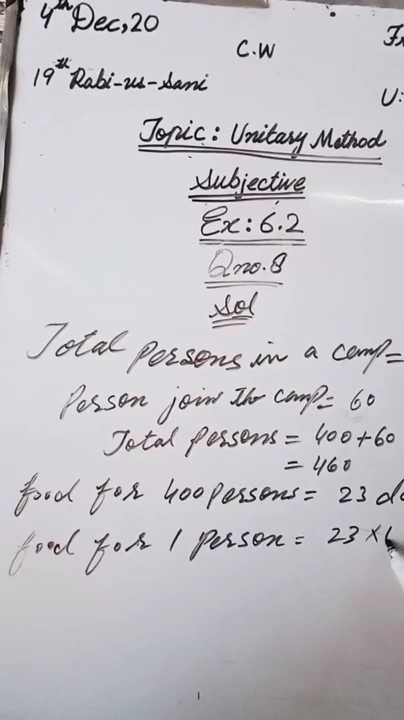 4th Dec, 20
C.W
19th Rabi-us-Sani
U:
Topic: Unitary Method
Subjective
Ex: 6.2
Q no. 8
Sol
Total Persons in a camp =
Person join the camp = 60
Total persons = 400+60
= 460
food for 400 persons = 23 d
food for 1 person = 23 ×